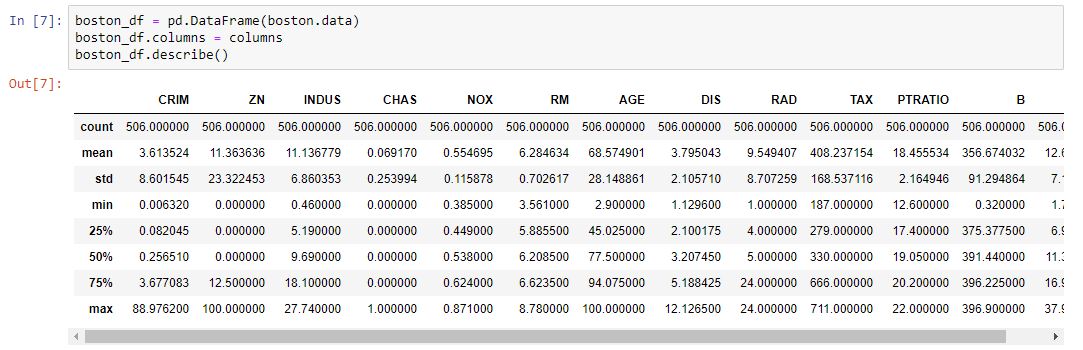 In [7]: boston_df = pd.DataFrame(boston.data)
boston_df.columns = columns
boston_df.describe()
Out[7]:
CRIM ZN INDUS CHAS NOX RM AGE DIS RAD TAX PTRATIO B
count 506.000000 506.000000 506.000000 506.000000 506.000000 506.000000 506.000000 506.000000 506.000000 506.000000 506.000000 506.000000 506.0
mean 3.613524 11.363636 11.136779 0.069170 0.554695 6.284634 68.574901 3.795043 9.549407 408.237154 18.455534 356.674032 12.6
std 8.601545 23.322453 6.860353 0.253994 0.115878 0.702617 28.148861 2.105710 8.707259 168.537116 2.164946 91.294864 7.1
min 0.006320 0.000000 0.460000 0.000000 0.385000 3.561000 2.900000 1.129600 1.000000 187.000000 12.600000 0.320000 1.7
25% 0.082045 0.000000 5.190000 0.000000 0.449000 5.885500 45.025000 2.100175 4.000000 279.000000 17.400000 375.377500 6.9
50% 0.256510 0.000000 9.690000 0.000000 0.538000 6.208500 77.500000 3.207450 5.000000 330.000000 19.050000 391.440000 11.3
75% 3.677083 12.500000 18.100000 0.000000 0.624000 6.623500 94.075000 5.188425 24.000000 666.000000 20.200000 396.225000 16.9
max 88.976200 100.000000 27.740000 1.000000 0.871000 8.780000 100.000000 12.126500 24.000000 711.000000 22.000000 396.900000 37.9